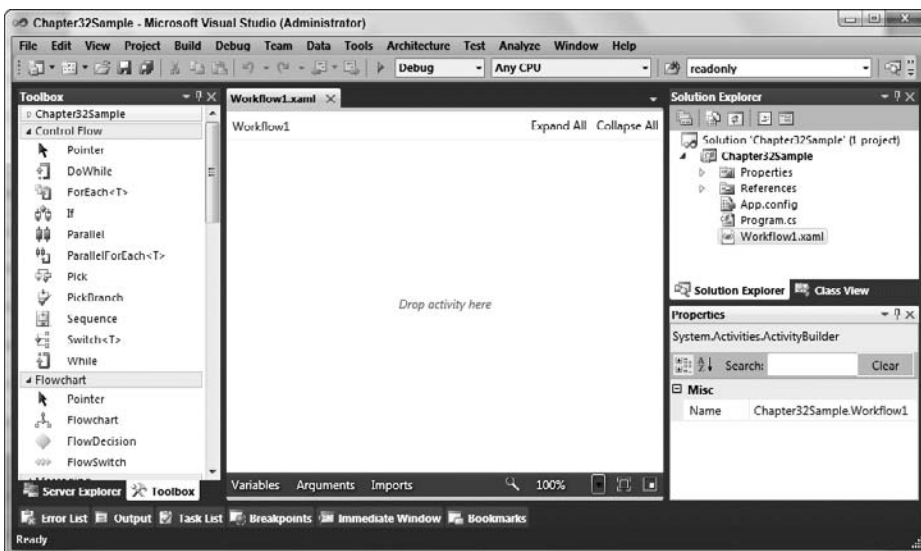 Chapter32Sample - Microsoft Visual Studio (Administrator)
File Edit View Project Build Debug Team Data Tools Architecture Test Analyze Window Help
Debug Any CPU readonly
Toolbox
Chapter32Sample
Control Flow
Pointer
DoWhile
ForEach<T>
If
Parallel
ParallelForEach<T>
Pick
PickBranch
Sequence
Switch<T>
While
Flowchart
Pointer
Flowchart
FlowDecision
FlowSwitch
Server Explorer Toolbox
Workflow1.xaml
Workflow1 Expand All Collapse All
Drop activity here
Variables Arguments Imports 100%
Solution Explorer
Solution 'Chapter32Sample' (1 project)
Chapter32Sample
Properties
References
App.config
Program.cs
Workflow1.xaml
Solution Explorer Class View
Properties
System.Activities.ActivityBuilder
Search: Clear
Misc
Name Chapter32Sample.Workflow1
Error List Output Task List Breakpoints Immediate Window Bookmarks
Ready